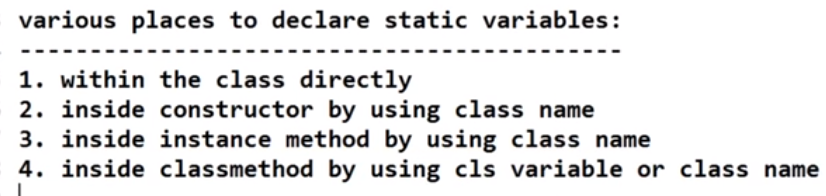 various places to declare static variables:
-------------------------------------------
1. within the class directly
2. inside constructor by using class name
3. inside instance method by using class name
4. inside classmethod by using cls variable or class name